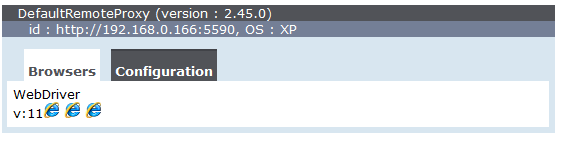 DefaultRemoteProxy (version : 2.45.0)
id : http://192.168.0.166:5590, OS : XP
Browsers Configuration
WebDriver
v:11